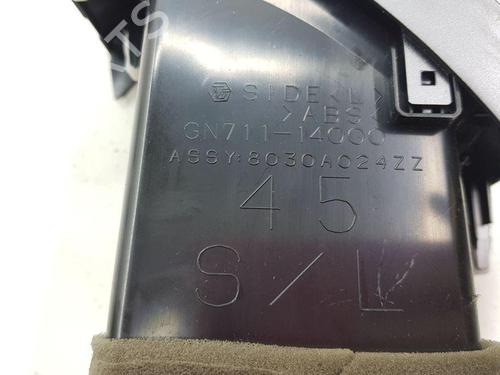 SIDE<L>
>ABS<
GN711-14000
ASSY:8030A024ZZ
45
S/L